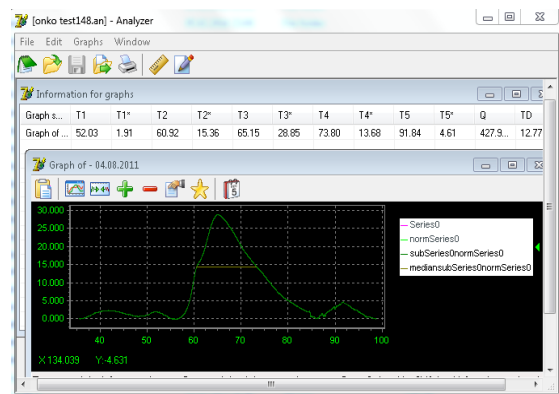 [onko test148.an] - Analyzer
File Edit Graphs Window
Information for graphs
Graph s... T1 T1* T2 T2* T3 T3* T4 T4* T5 T5* Q TD
Graph of ... 52.03 1.91 60.92 15.36 65.15 28.85 73.80 13.68 91.84 4.61 427.9... 12.77
Graph of - 04.08.2011
5
30.000
25.000
20.000
15.000
10.000
5.000
0.000
Series0
normSeries0
subSeries0normSeries0
mediansubSeries0normSeries0
40 50 60 70 80 90 100
X:134.039 Y:-4.631